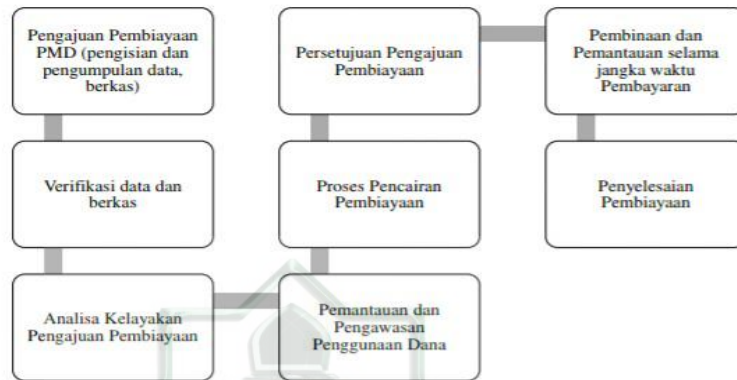 Pengajuan Pembiayaan
PMD (pengisian dan
pengumpulan data,
berkas)
Verifikasi data dan
berkas
Analisa Kelayakan
Pengajuan Pembiayaan
Pemantauan dan
Pengawasan
Penggunaan Dana
Proses Pencairan
Pembiayaan
Persetujuan Pengajuan
Pembiayaan
Pembinaan dan
Pemantauan selama
jangka waktu
Pembayaran
Penyelesaian
Pembiayaan